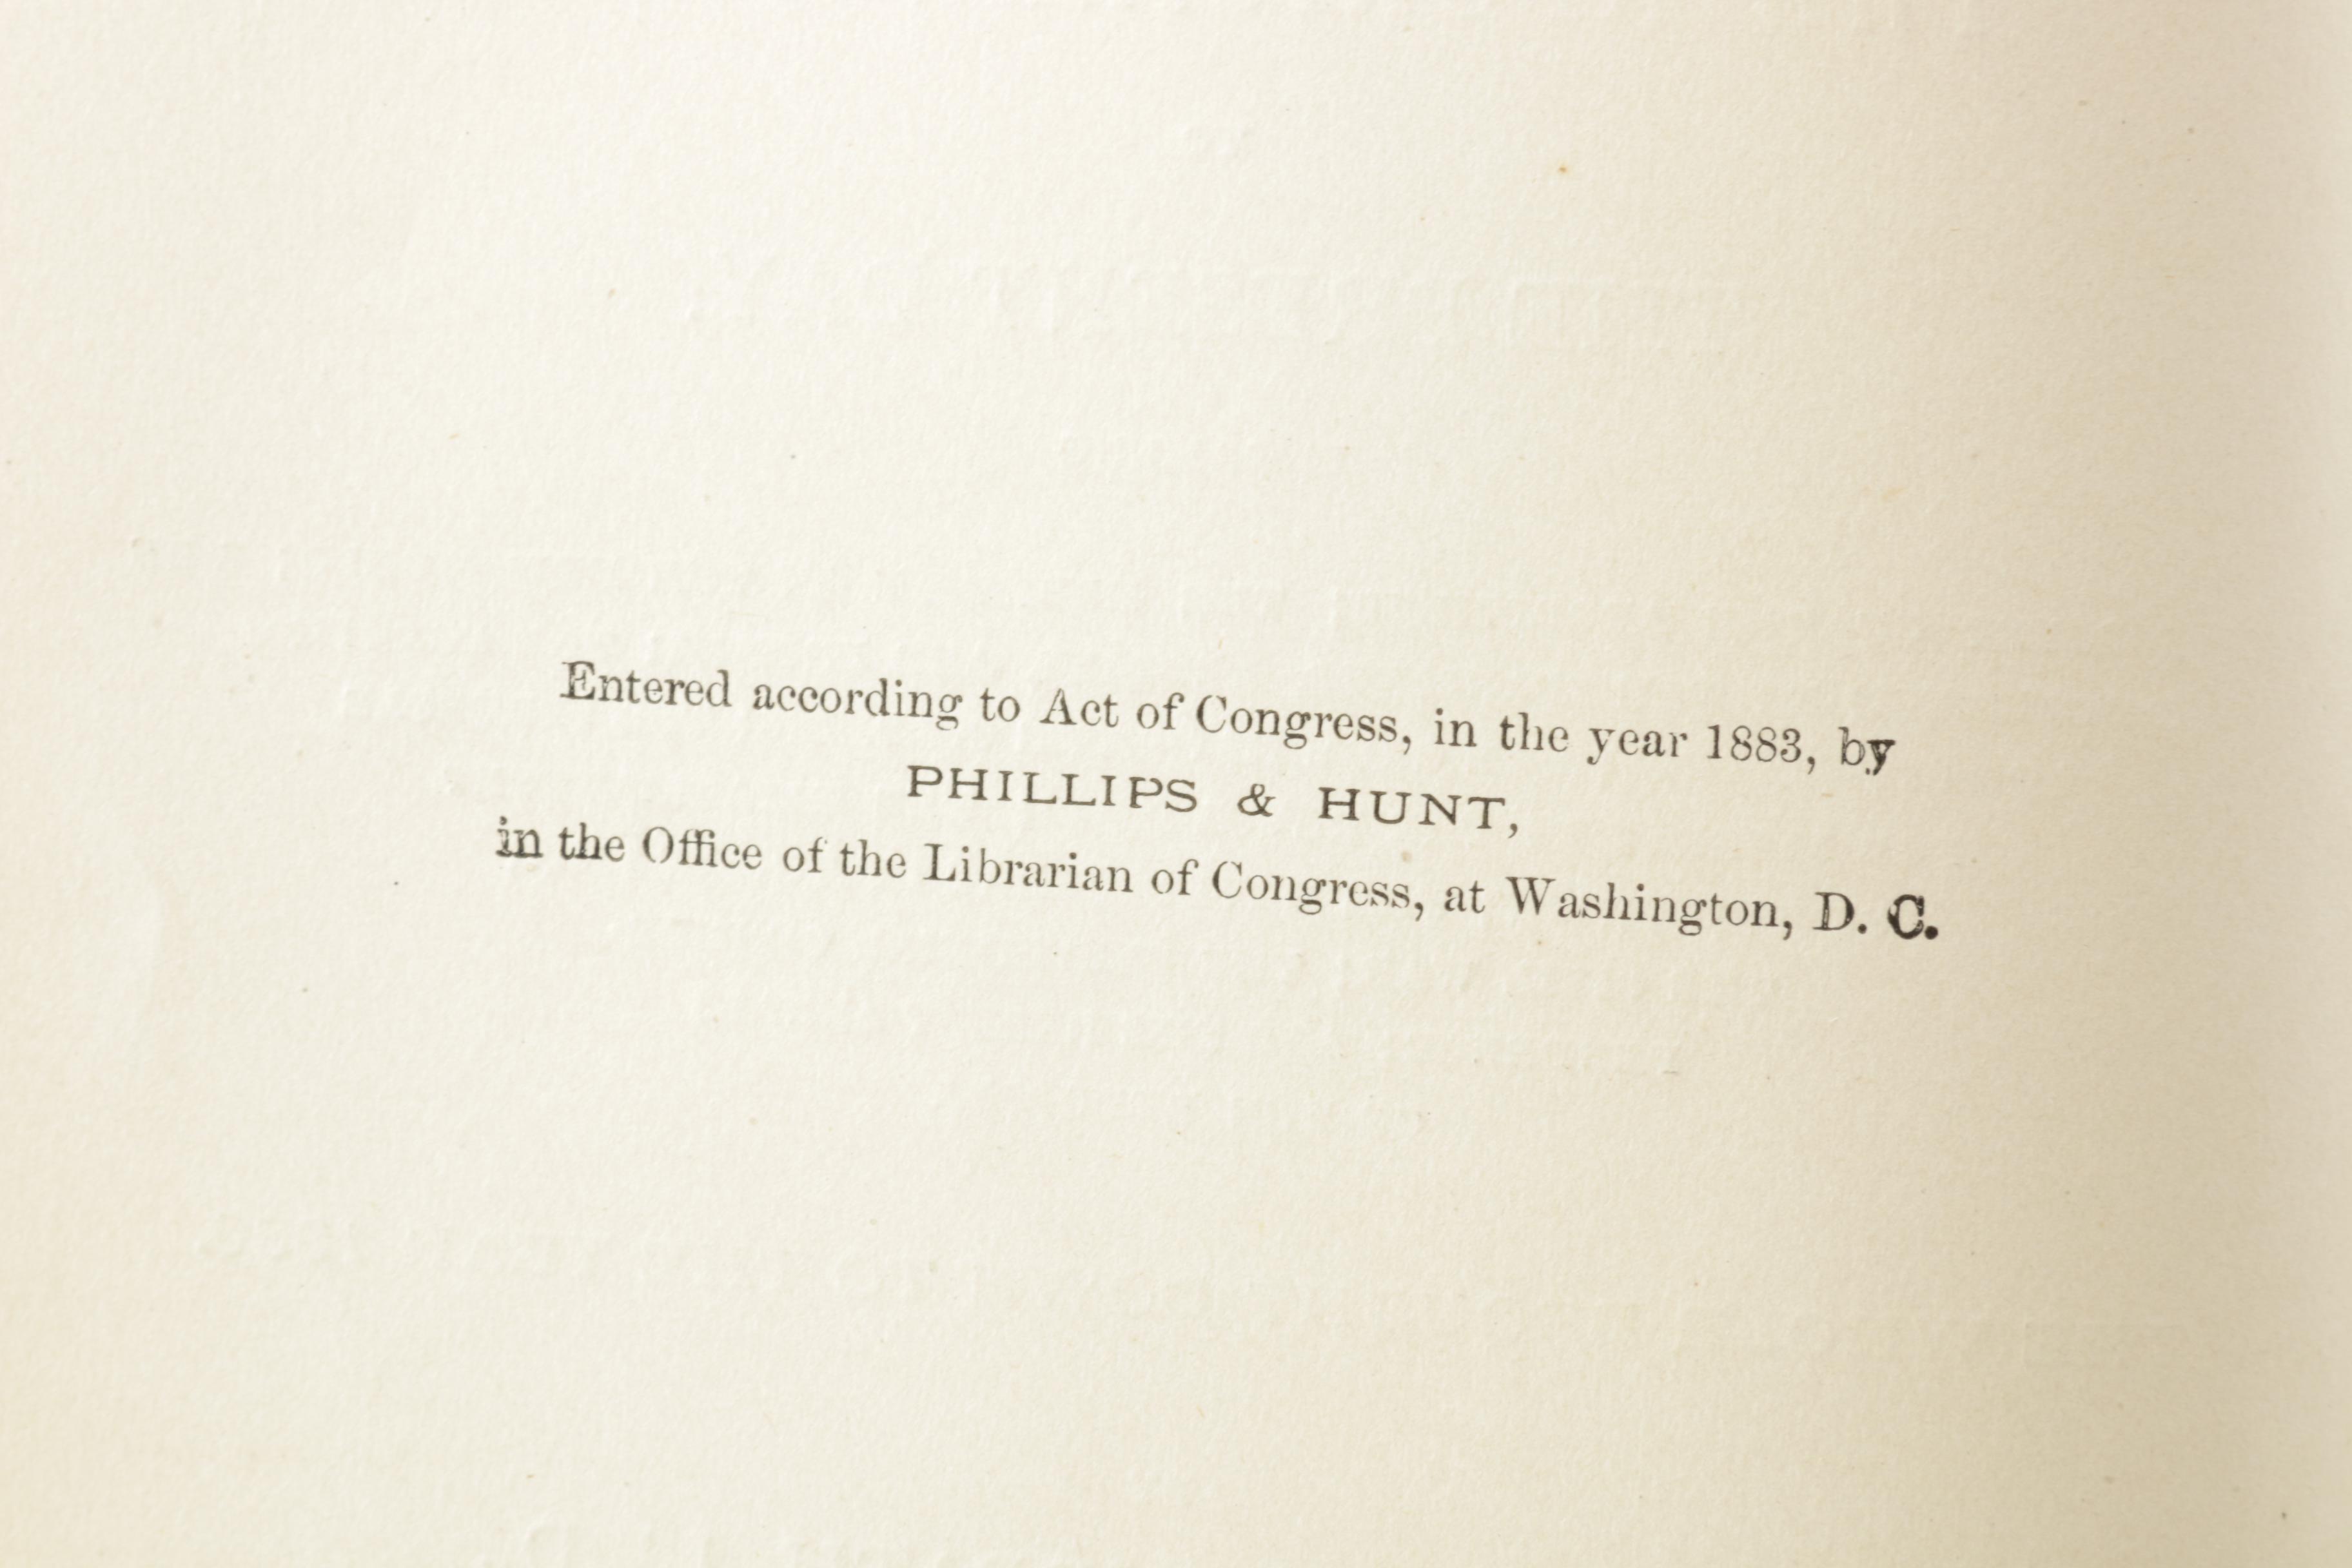 Entered according to Act of Congress, in the year 1883, by
PHILLIPS & HUNT,
in the Office of the Librarian of Congress, at Washington, D. C.